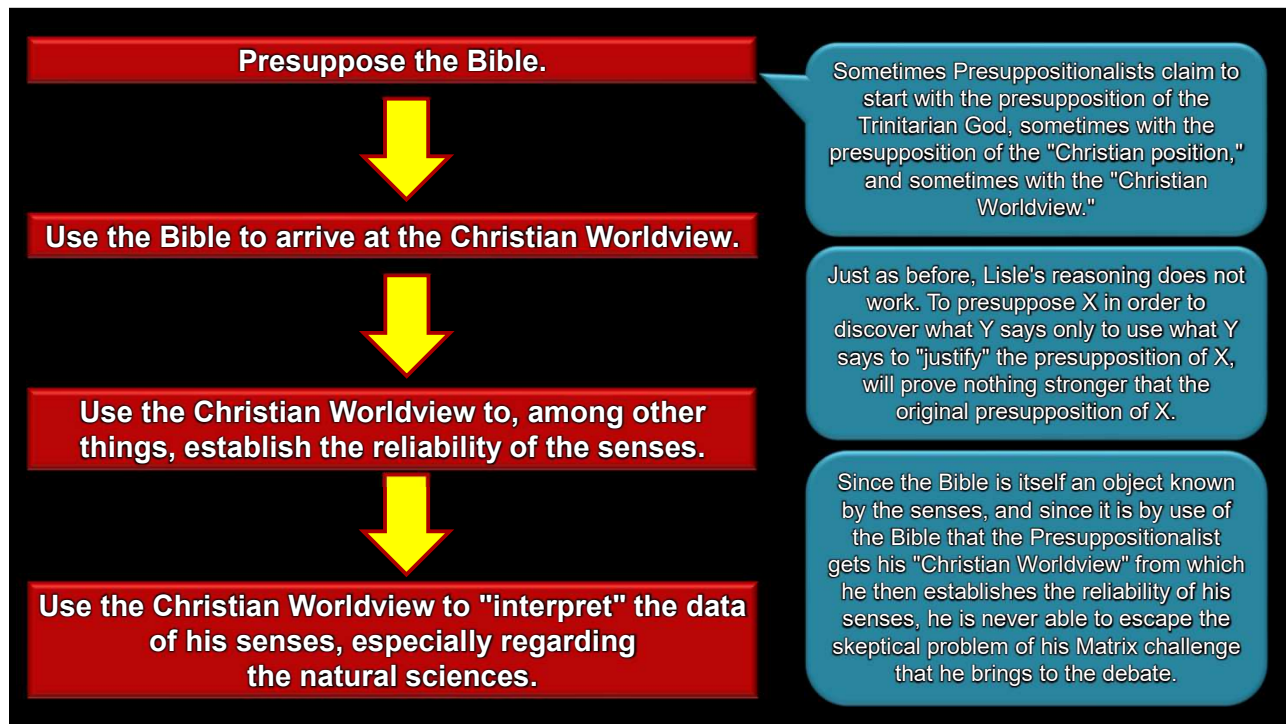 Presuppose the Bible.
Use the Bible to arrive at the Christian Worldview.
Use the Christian Worldview to, among other
things, establish the reliability of the senses.
Use the Christian Worldview to "interpret" the data
of his senses, especially regarding
the natural sciences.
Sometimes Presuppositionalists claim to
start with the presupposition of the
Trinitarian God, sometimes with the
presupposition of the "Christian position,"
and sometimes with the "Christian
Worldview."
Just as before, Lisle's reasoning does not
work. To presuppose X in order to
discover what Y says only to use what Y
says to "justify" the presupposition of X,
will prove nothing stronger that the
original presupposition of X.
Since the Bible is itself an object known
by the senses, and since it is by use of
the Bible that the Presuppositionalist
gets his "Christian Worldview" from which
he then establishes the reliability of his
senses, he is never able to escape the
skeptical problem of his Matrix challenge
that he brings to the debate.